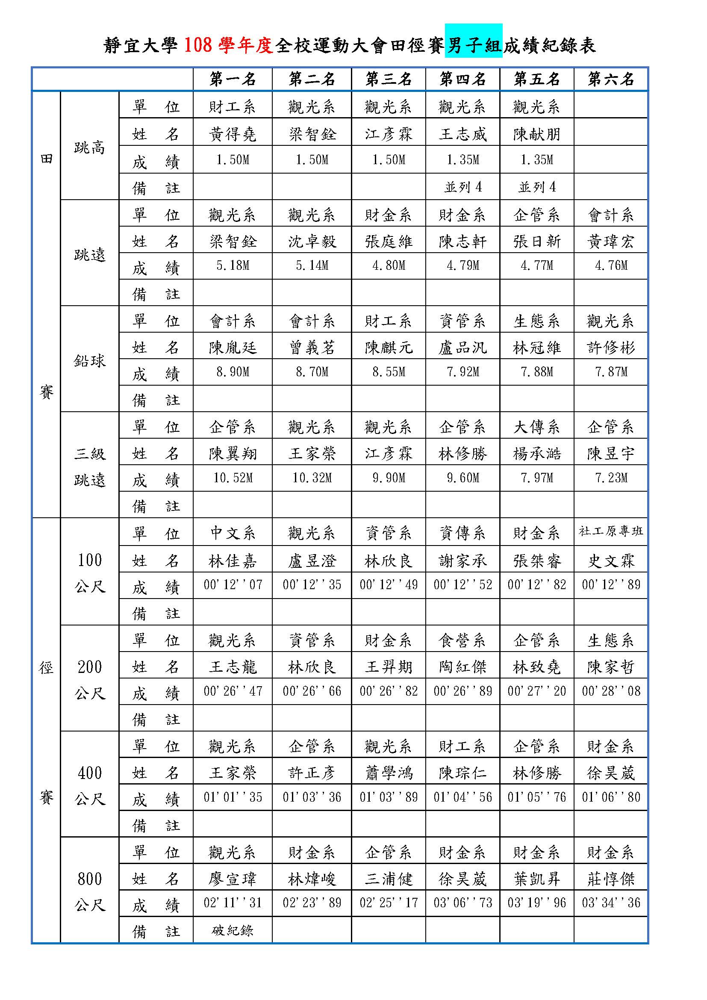 靜宜大學 108 學年度全校運動大會田徑賽男子組成績紀錄表
第一名 第二名 第三名 第四名 第五名 第六名
田賽
跳高
單 位 財工系 觀光系 觀光系 觀光系 觀光系
姓 名 黃得堯 梁智銓 江彥霖 王志威 陳献朋
成 績 1.50M 1.50M 1.50M 1.35M 1.35M
備 註 並列 4 並列 4
跳遠
單 位 觀光系 觀光系 財金系 財金系 企管系 會計系
姓 名 梁智銓 沈卓毅 張庭維 陳志軒 張日新 黃瑋宏
成 績 5.18M 5.14M 4.80M 4.79M 4.77M 4.76M
備 註
鉛球
單 位 會計系 會計系 財工系 資管系 生態系 觀光系
姓 名 陳胤廷 曾義茗 陳麒元 盧品汎 林冠維 許修彬
成 績 8.90M 8.70M 8.55M 7.92M 7.88M 7.87M
備 註
三級
跳遠
單 位 企管系 觀光系 觀光系 企管系 大傳系 企管系
姓 名 陳翼翔 王家榮 江彥霖 林修勝 楊承澔 陳昱宇
成 績 10.52M 10.32M 9.90M 9.60M 7.97M 7.23M
備 註
徑賽
100
公尺
單 位 中文系 觀光系 資管系 資傳系 財金系 社工原專班
姓 名 林佳嘉 盧昱澄 林欣良 謝家承 張桀睿 史文霖
成 績 00'12''07 00'12''35 00'12''49 00'12''52 00'12''82 00'12''89
備 註
200
公尺
單 位 觀光系 資管系 財金系 食營系 企管系 生態系
姓 名 王志龍 林欣良 王羿期 陶紅傑 林致堯 陳家哲
成 績 00'26''47 00'26''66 00'26''82 00'26''89 00'27''20 00'28''08
備 註
400
公尺
單 位 觀光系 企管系 觀光系 財工系 企管系 財金系
姓 名 王家榮 許正彥 蕭學鴻 陳琮仁 林修勝 徐昊葳
成 績 01'01''35 01'03''36 01'03''89 01'04''56 01'05''76 01'06''80
備 註
800
公尺
單 位 觀光系 財金系 企管系 財金系 財金系 財金系
姓 名 廖宣瑋 林煒峻 三浦健 徐昊葳 葉凱昇 莊惇傑
成 績 02'11''31 02'23''89 02'25''17 03'06''73 03'19''96 03'34''36
備 註 破紀錄